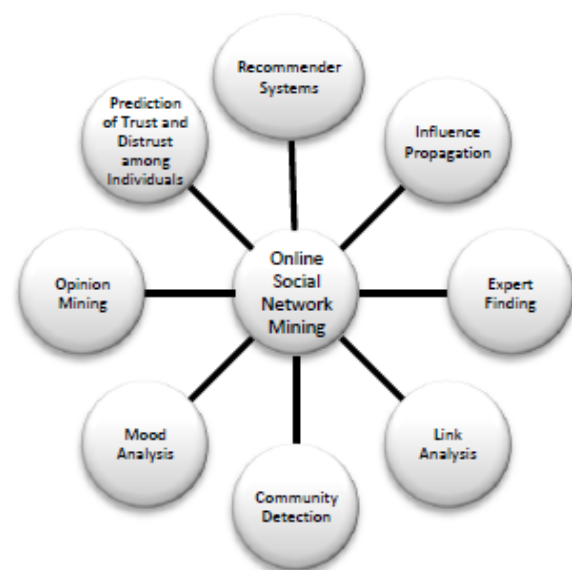 Recommender
Systems
Prediction
of Trust and
Distrust
among
Individuals
Influence
Propagation
Online
Social
Network
Mining
Opinion
Mining
Expert
Finding
Mood
Analysis
Link
Analysis
Community
Detection